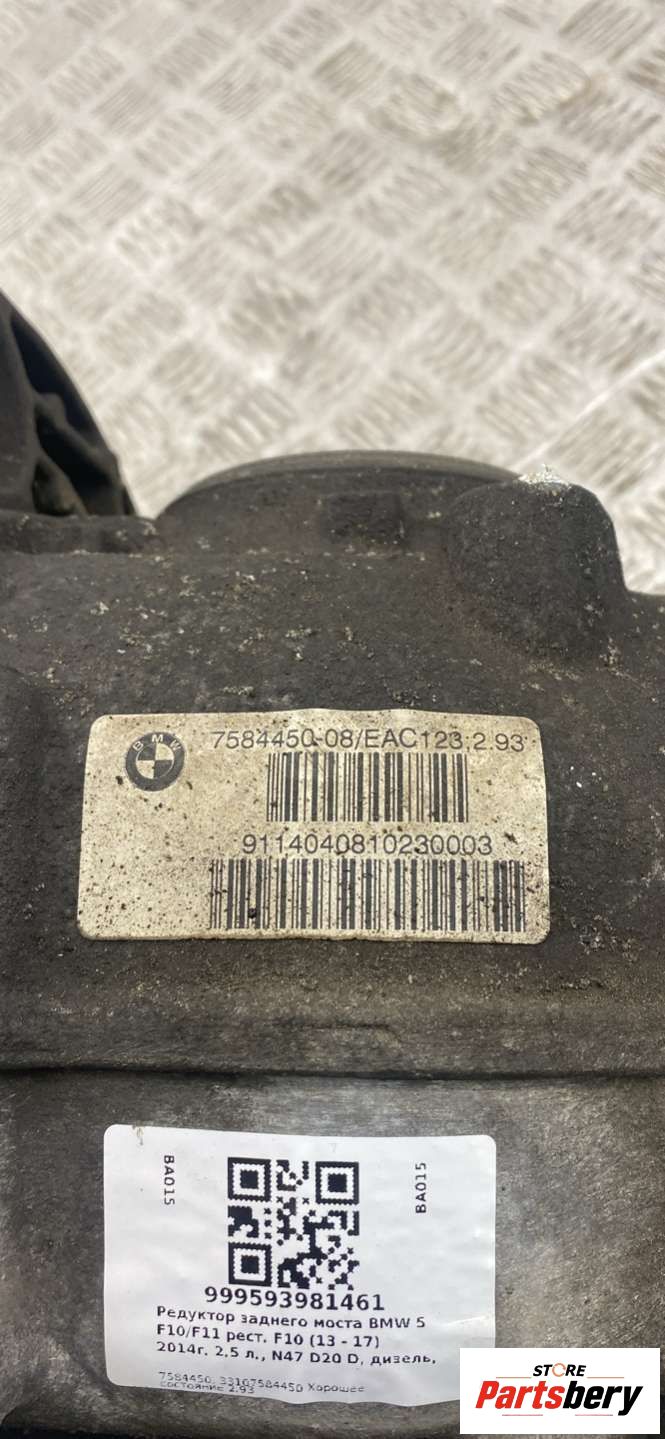 BMW
7584450-08/EAC123;2.93
9114040810230003
BA015
BA015
999593981461
Редуктор заднего моста BMW 5
F10/F11 рест. F10 (13 - 17)
2014г. 2,5 л., N47 D20 D, дизель,
7584450, 33107584450 Хорошее
состояние 2.93
STORE
Partsbery